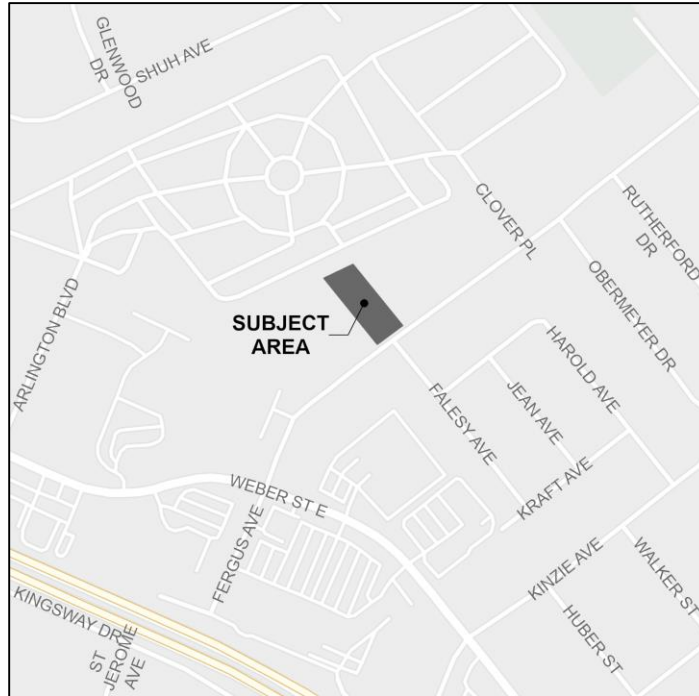 GLENWOOD
DR
SHUH AVE
CLOVER PL
RUTHERFORD
DR
OBERMEYER DR
ARLINGTON BLVD
SUBJECT
AREA
HAROLD AVE
JEAN AVE
FALESY AVE
KRAFT AVE
WEBER ST E
FERGUS AVE
KINZIE AVE
WALKER ST
HUBER ST
KINGSWAY DR
ST
JEROME
AVE